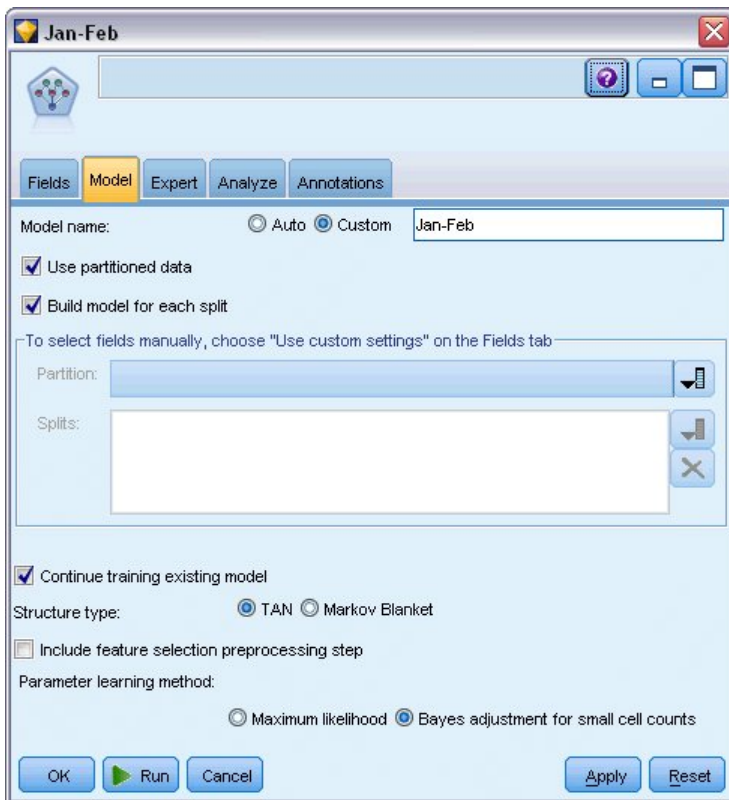 Jan-Feb
Fields Model Expert Analyze Annotations
Model name: Auto Custom Jan-Feb
Use partitioned data
Build model for each split
To select fields manually, choose "Use custom settings" on the Fields tab
Partition:
Splits:
Continue training existing model
Structure type: TAN Markov Blanket
Include feature selection preprocessing step
Parameter learning method:
Maximum likelihood Bayes adjustment for small cell counts
OK Run Cancel Apply Reset